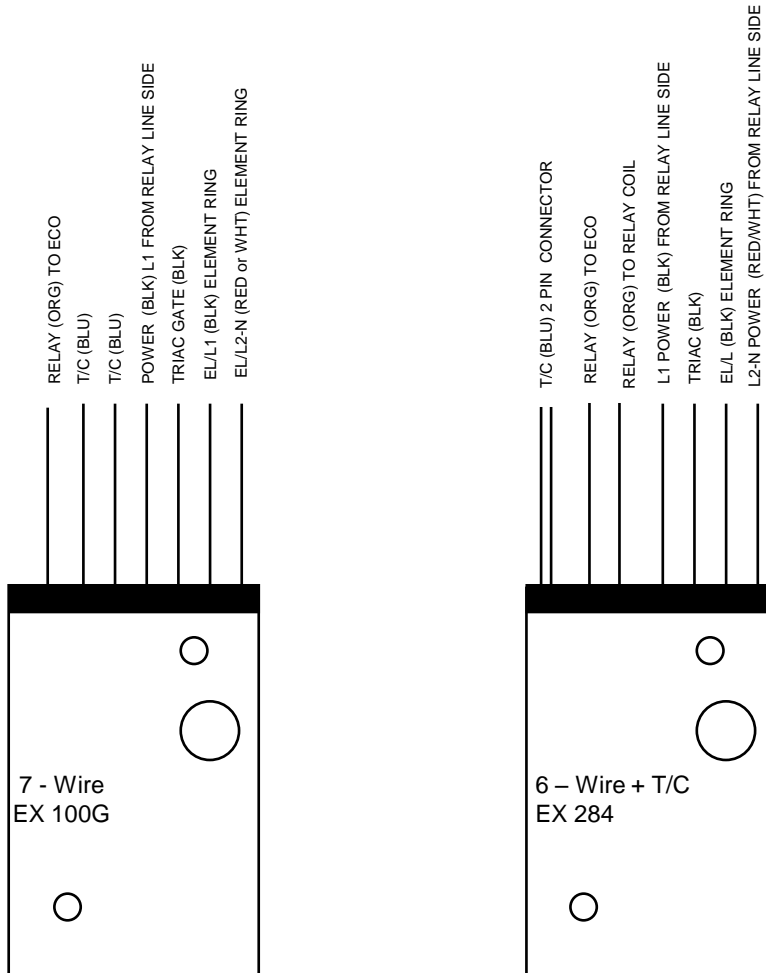 RELAY (ORG) TO ECO
T/C (BLU)
T/C (BLU)
POWER (BLK) L1 FROM RELAY LINE SIDE
TRIAC GATE (BLK)
EL/L1 (BLK) ELEMENT RING
EL/L2-N (RED or WHT) ELEMENT RING
7 - Wire
EX 100G
T/C (BLU) 2 PIN CONNECTOR
RELAY (ORG) TO ECO
RELAY (ORG) TO RELAY COIL
L1 POWER (BLK) FROM RELAY LINE SIDE
TRIAC (BLK)
EL/L (BLK) ELEMENT RING
L2-N POWER (RED/WHT) FROM RELAY LINE SIDE
6 – Wire + T/C
EX 284